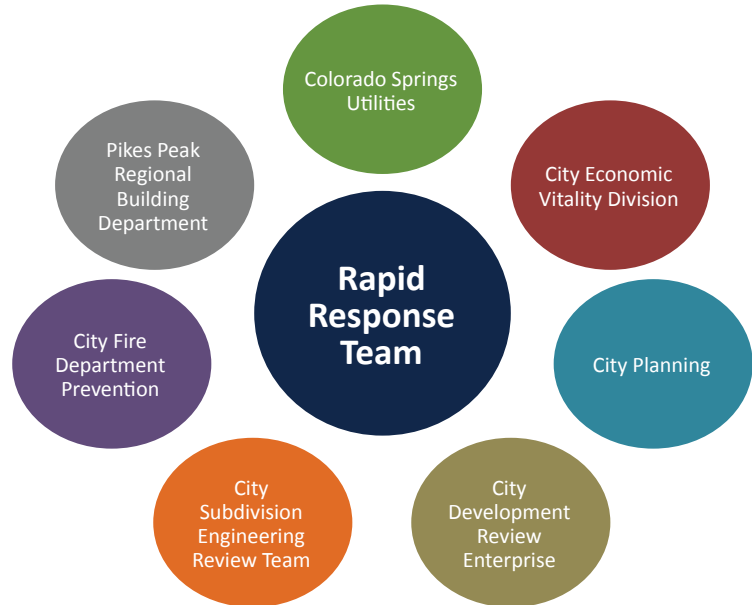 Colorado Springs
Utilities
City Economic
Vitality Division
City Planning
City
Development
Review
Enterprise
City
Subdivision
Engineering
Review Team
City Fire
Department
Prevention
Pikes Peak
Regional
Building
Department
Rapid
Response
Team